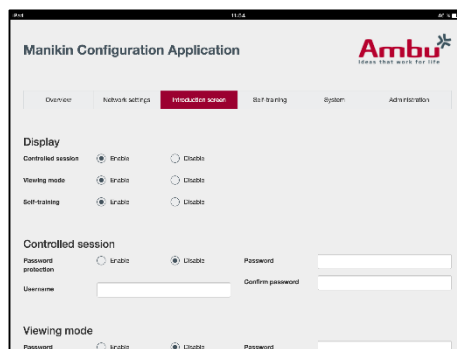 iPad 11.04
Manikin Configuration Application
Ambu
Ideas that work for life
Overview Network settings Introduction screen Self-training System Administration
Display
Controlled session Enable Disable
Viewing mode Enable Disable
Self-training Enable Disable
Controlled session
Password protection Enable Disable Password
Username Confirm password
Viewing mode
Password Enable Disable Password